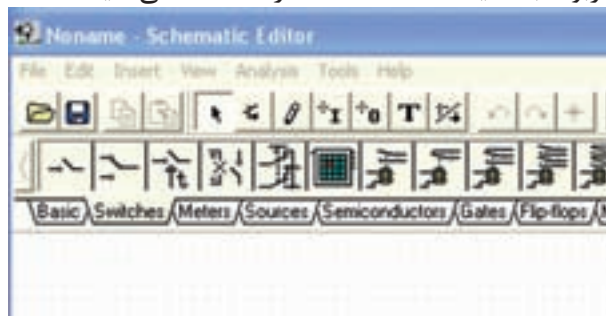 Noname - Schematic Editor
File Edit Insert View Analysis Tools Help
Basic Switches Meters Sources Semiconductors Gates Flip-flops